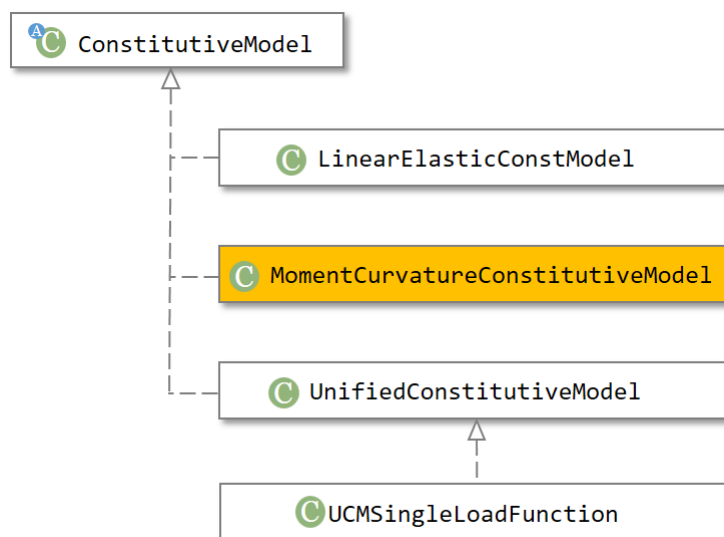 A
C ConstitutiveModel
C LinearElasticConstModel
C MomentCurvatureConstitutiveModel
C UnifiedConstitutiveModel
C UCMSingleLoadFunction